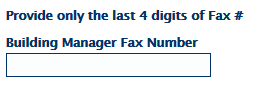 Provide only the last 4 digits of Fax #
Building Manager Fax Number